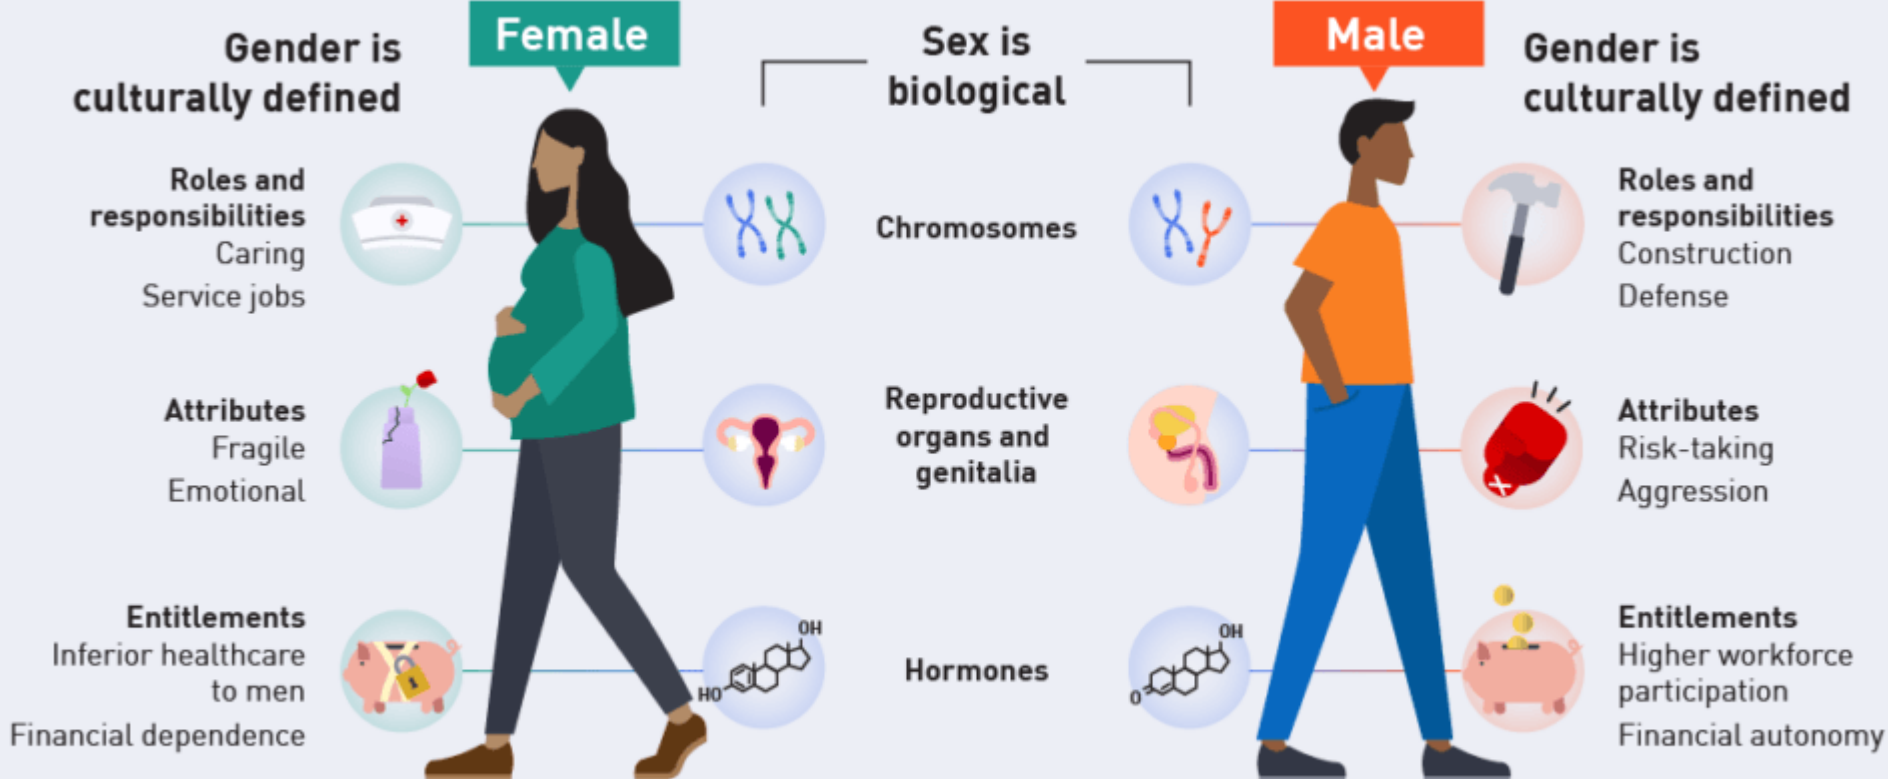 Gender is
culturally defined
Female
Sex is
biological
Male
Gender is
culturally defined
Roles and
responsibilities
Caring
Service jobs
Chromosomes
Roles and
responsibilities
Construction
Defense
Attributes
Fragile
Emotional
Reproductive
organs and
genitalia
Attributes
Risk-taking
Aggression
Entitlements
Inferior healthcare
to men
Financial dependence
OH
HO
Hormones
OH
O
Entitlements
Higher workforce
participation
Financial autonomy